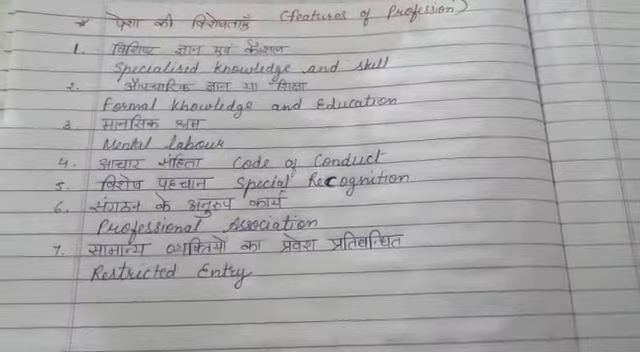 * पेशा की विशेषताएँ (features of Profession)
1. विशिष्ट ज्ञान एवं कौशल
Specialised Knowledge and skill
2. औपचारिक ज्ञान या शिक्षा
Formal Knowledge and Education
3. मानसिक श्रम
Mental labour
4. आचार संहिता Code of Conduct
5. विशेष पहचान Special Recognition
6. संगठन के अनुरूप कार्य
Professional Association
7. सामान्य व्यक्तियों का प्रवेश प्रतिबन्धित
Restricted Entry